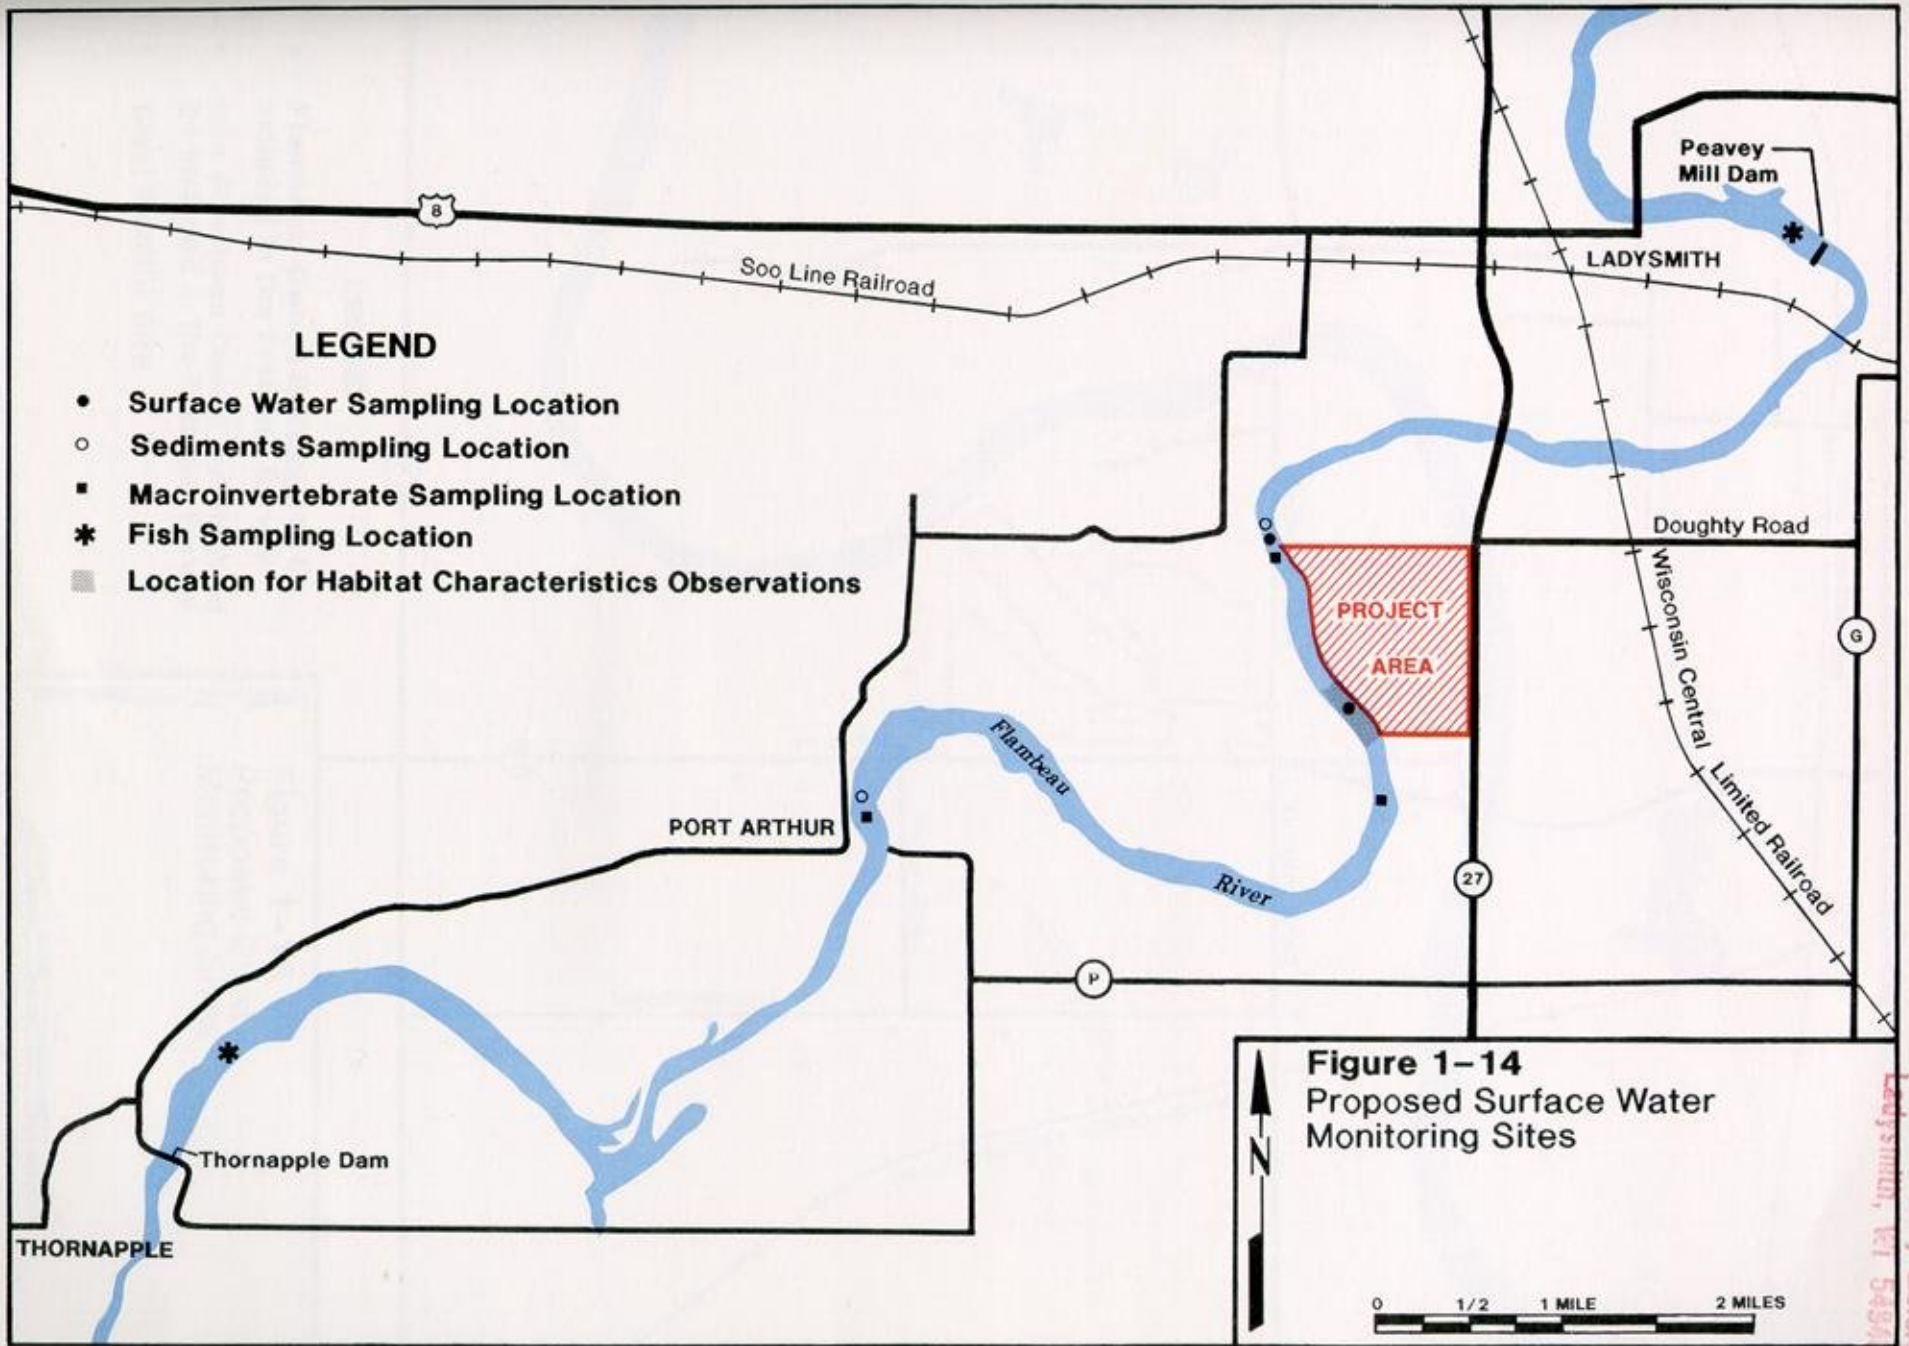 Peavey
Mill Dam
8
LADYSMITH
Soo Line Railroad
LEGEND
Surface Water Sampling Location
Sediments Sampling Location
Macroinvertebrate Sampling Location
Fish Sampling Location
Location for Habitat Characteristics Observations
Doughty Road
PROJECT
AREA
G
Wisconsin Central Limited Railroad
Flambeau River
PORT ARTHUR
27
P
Thornapple Dam
THORNAPPLE
Figure 1-14
Proposed Surface Water
Monitoring Sites
N
0 1/2 1 MILE 2 MILES
Ladysmith, WI